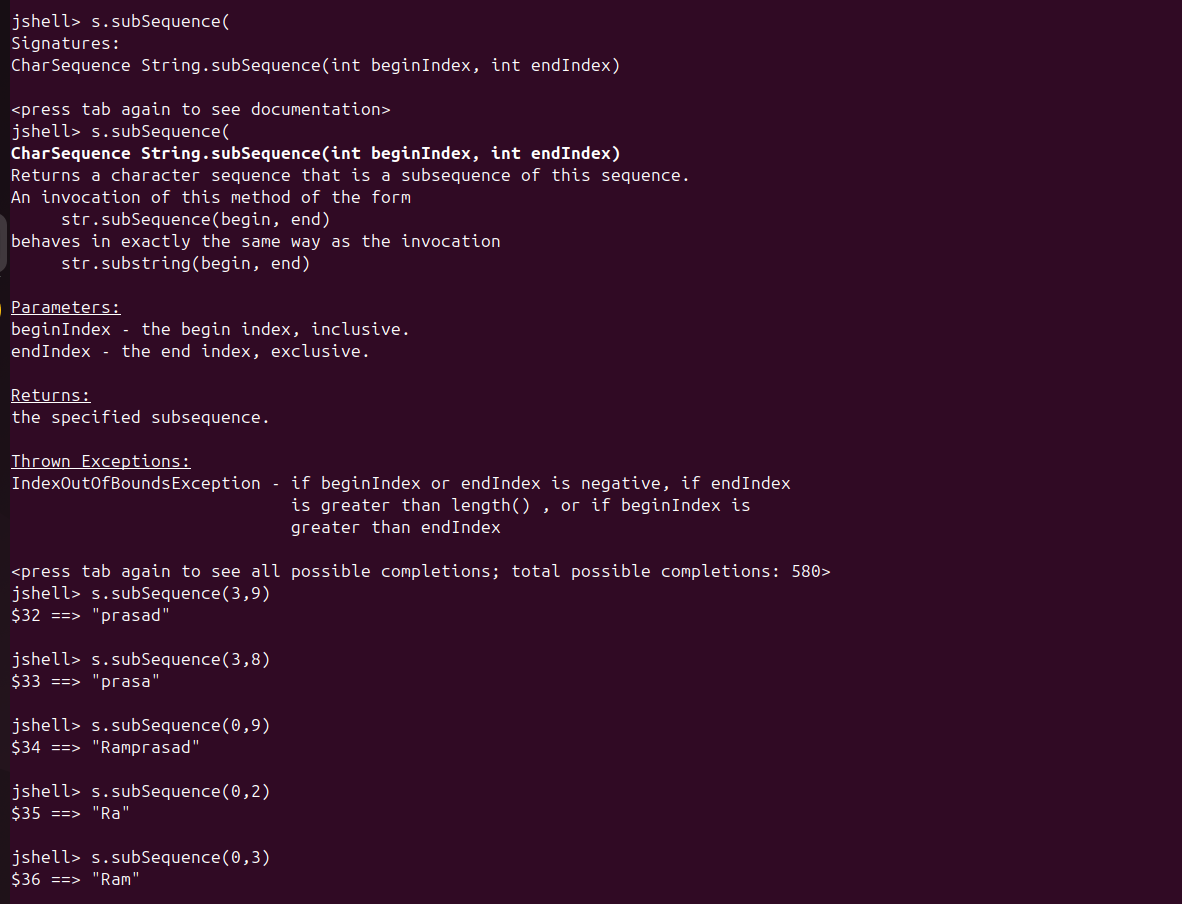 jshell> s.subSequence(
Signatures:
CharSequence String.subSequence(int beginIndex, int endIndex)
<press tab again to see documentation>
jshell> s.subSequence(
CharSequence String.subSequence(int beginIndex, int endIndex)
Returns a character sequence that is a subsequence of this sequence.
An invocation of this method of the form
str.subSequence(begin, end)
behaves in exactly the same way as the invocation
str.substring(begin, end)
Parameters:
beginIndex - the begin index, inclusive.
endIndex - the end index, exclusive.
Returns:
the specified subsequence.
Thrown Exceptions:
IndexOutOfBoundsException - if beginIndex or endIndex is negative, if endIndex
is greater than length() , or if beginIndex is
greater than endIndex
<press tab again to see all possible completions; total possible completions: 580>
jshell> s.subSequence(3,9)
$32 ==> "prasad"
jshell> s.subSequence(3,8)
$33 ==> "prasa"
jshell> s.subSequence(0,9)
$34 ==> "Ramprasad"
jshell> s.subSequence(0,2)
$35 ==> "Ra"
jshell> s.subSequence(0,3)
$36 ==> "Ram"